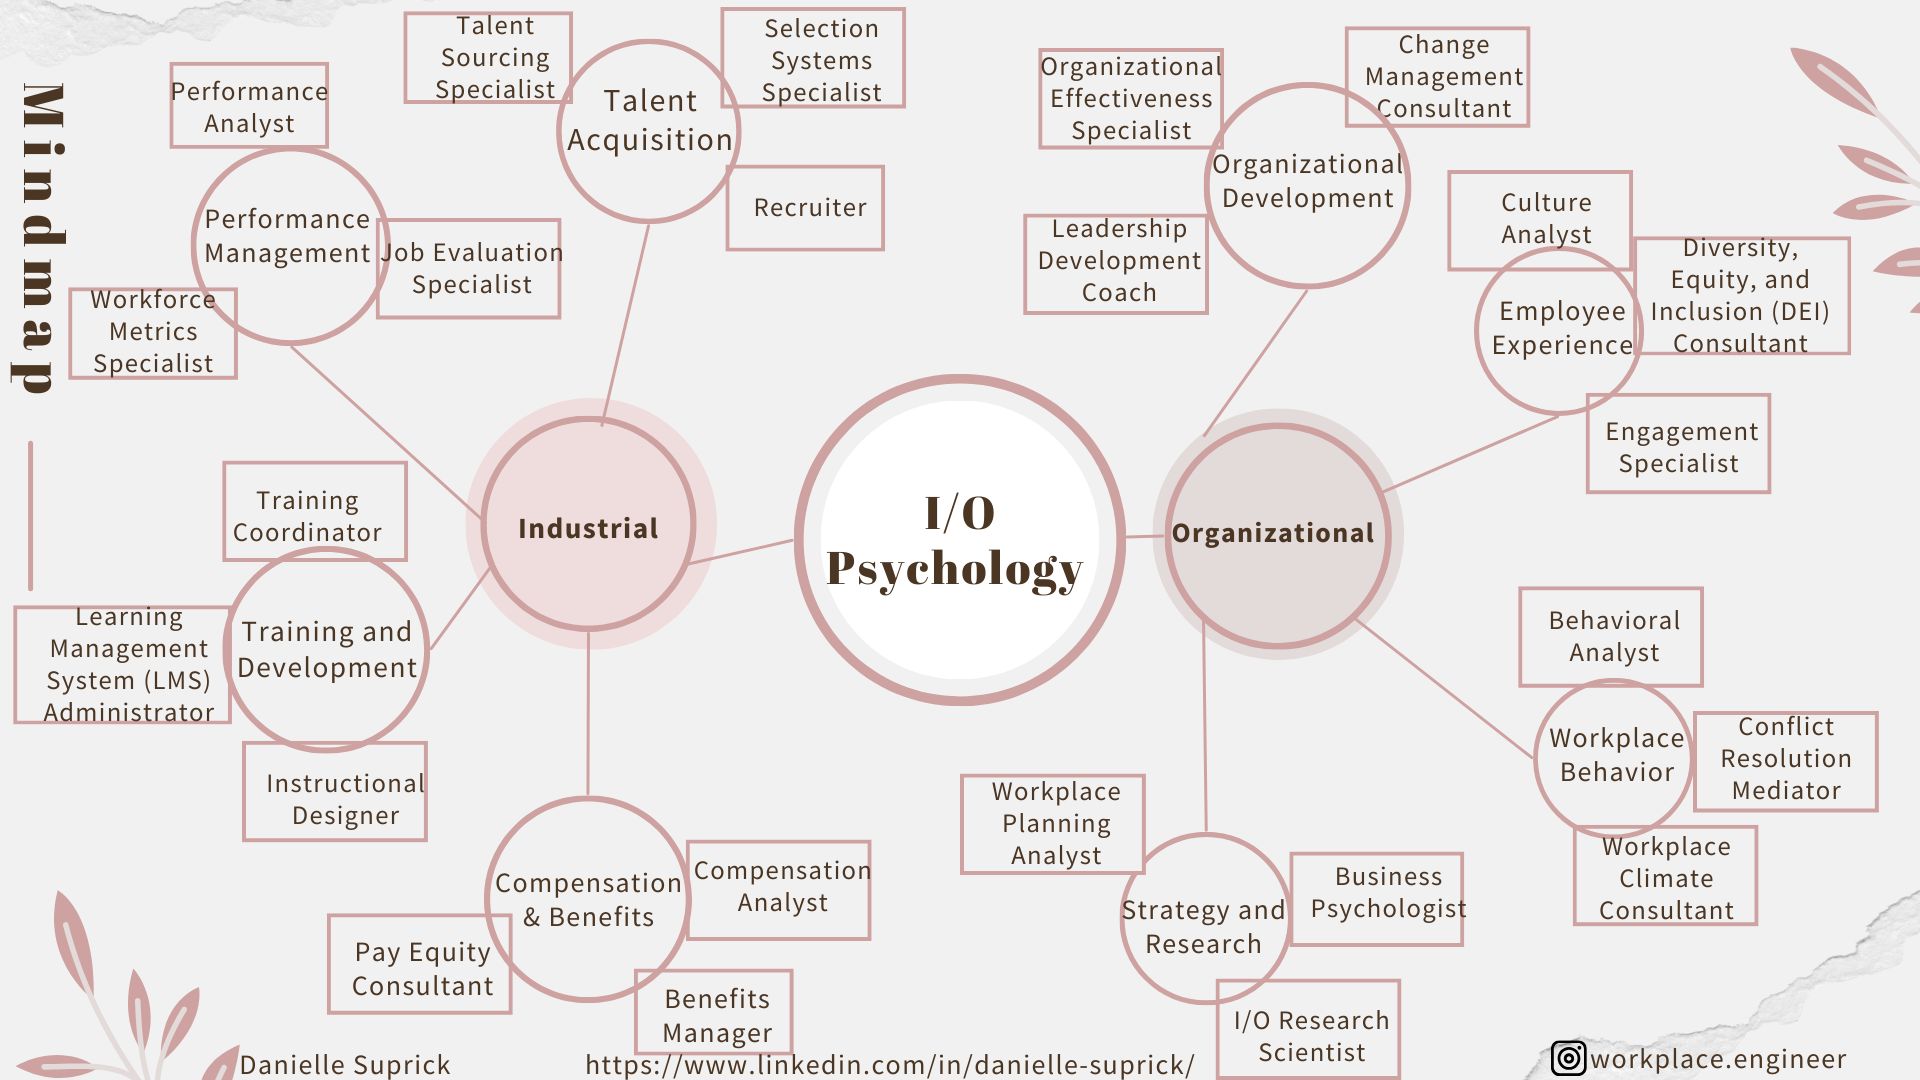 Mindmap
Performance
Analyst
Performance
Management
Job Evaluation
Specialist
Workforce
Metrics
Specialist
Talent
Sourcing
Specialist
Talent
Acquisition
Selection
Systems
Specialist
Recruiter
Organizational
Effectiveness
Specialist
Change
Management
Consultant
Organizational
Development
Leadership
Development
Coach
Culture
Analyst
Employee
Experience
Diversity,
Equity, and
Inclusion (DEI)
Consultant
Engagement
Specialist
Industrial
I/O
Psychology
Organizational
Training
Coordinator
Training and
Development
Learning
Management
System (LMS)
Administrator
Instructional
Designer
Compensation
& Benefits
Compensation
Analyst
Pay Equity
Consultant
Benefits
Manager
Workplace
Planning
Analyst
Strategy and
Research
Business
Psychologist
I/O Research
Scientist
Behavioral
Analyst
Workplace
Behavior
Conflict
Resolution
Mediator
Workplace
Climate
Consultant
Danielle Suprick
https://www.linkedin.com/in/danielle-suprick/
workplace.engineer